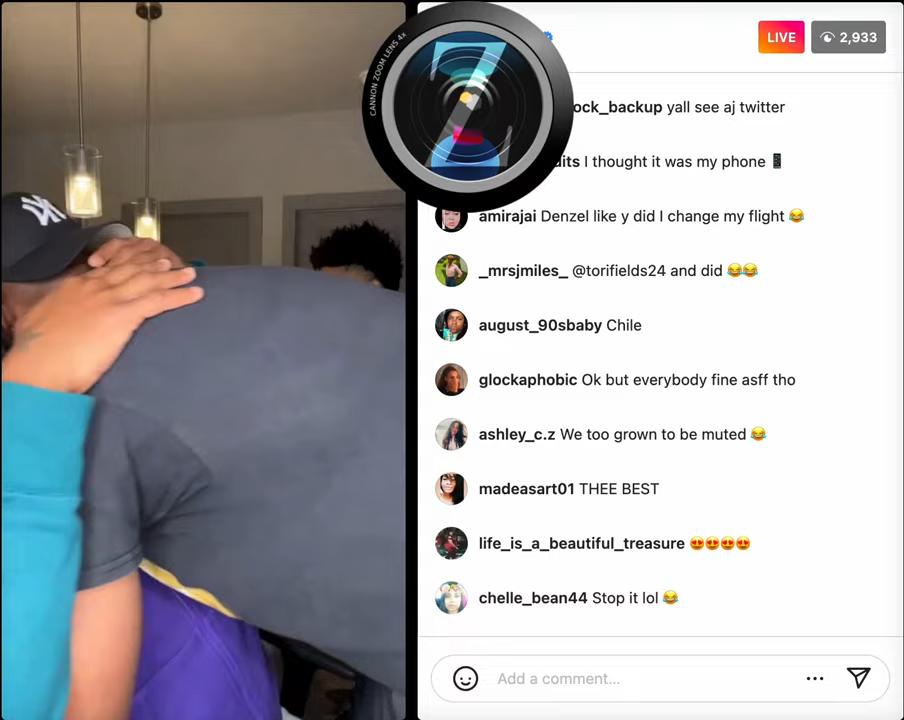 CANNON ZOOM LENS 4x
Z
LIVE 2,933
ock_backup yall see aj twitter
its I thought it was my phone 📱
amirajai Denzel like y did I change my flight 😂
_mrsjmiles_ @torifields24 and did 😂😂
august_90sbaby Chile
glockaphobic Ok but everybody fine asff tho
ashley_c.z We too grown to be muted 😂
madeasart01 THEE BEST
life_is_a_beautiful_treasure 😍😍😍😍
chelle_bean44 Stop it lol 😂
Add a comment...
NY